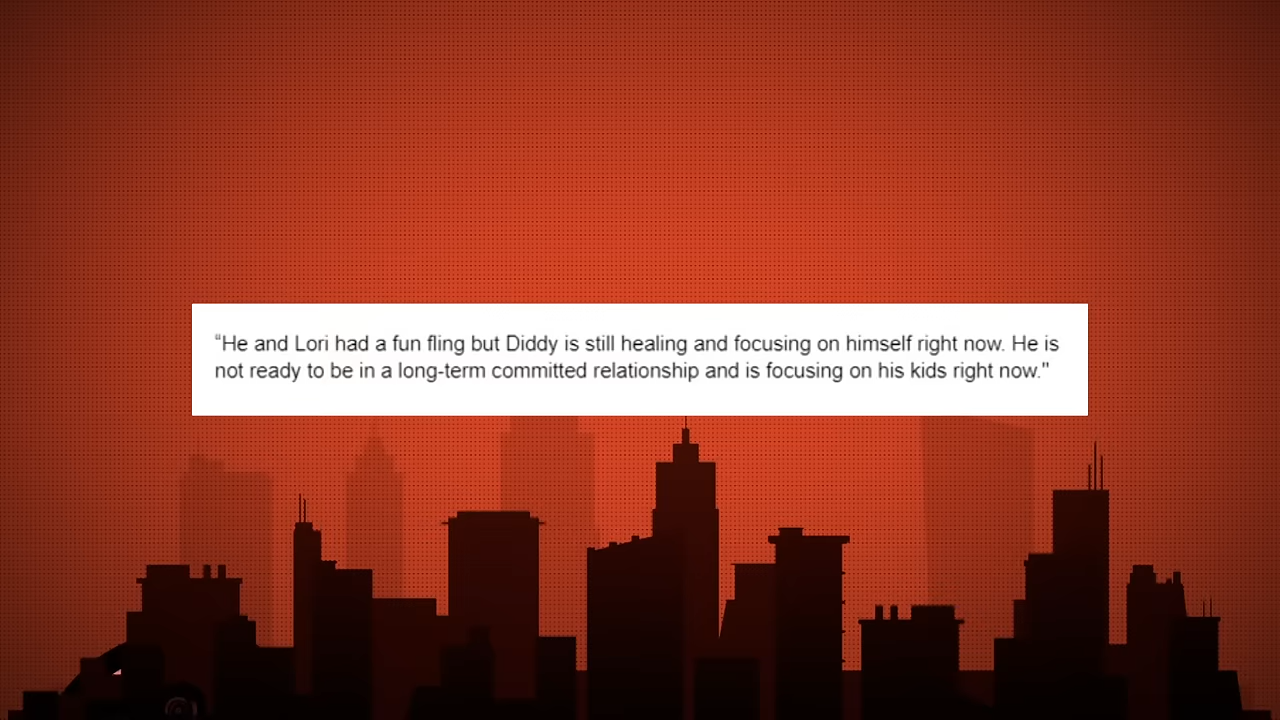 “He and Lori had a fun fling but Diddy is still healing and focusing on himself right now. He is
not ready to be in a long-term committed relationship and is focusing on his kids right now."